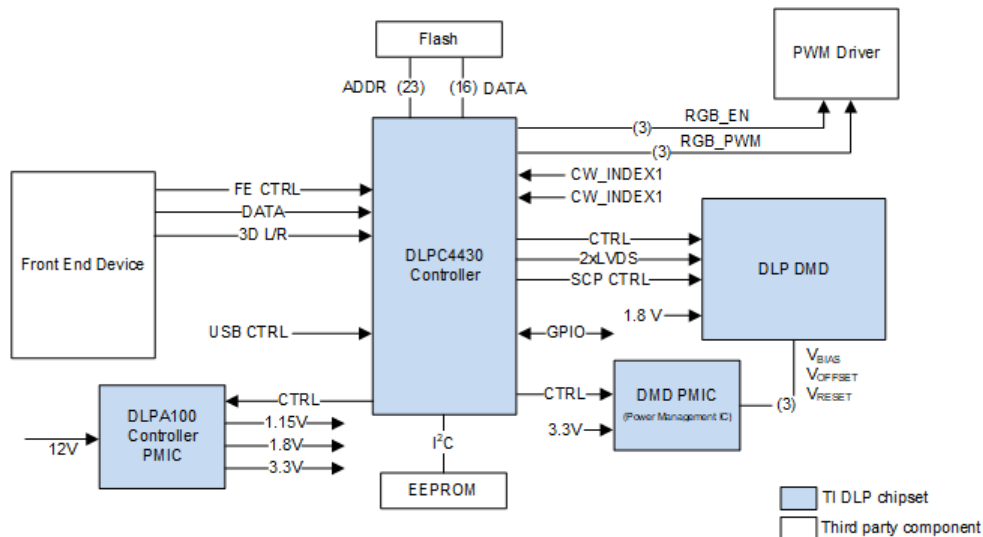 Flash
PWM Driver
ADDR (23) (16) DATA
RGB_EN
(3)
RGB_PWM
(3)
CW_INDEX1
CW_INDEX1
Front End Device
FE CTRL
DATA
3D L/R
DLPC4430
Controller
CTRL
2xLVDS
SCP CTRL
DLP DMD
1.8 V
USB CTRL
GPIO
V_BIAS
V_OFFSET
V_RESET
(3)
DLPA100
Controller
PMIC
CTRL
1.15V
1.8V
3.3V
12V
CTRL
3.3V
DMD PMIC
(Power Management IC)
I²C
EEPROM
TI DLP chipset
Third party component